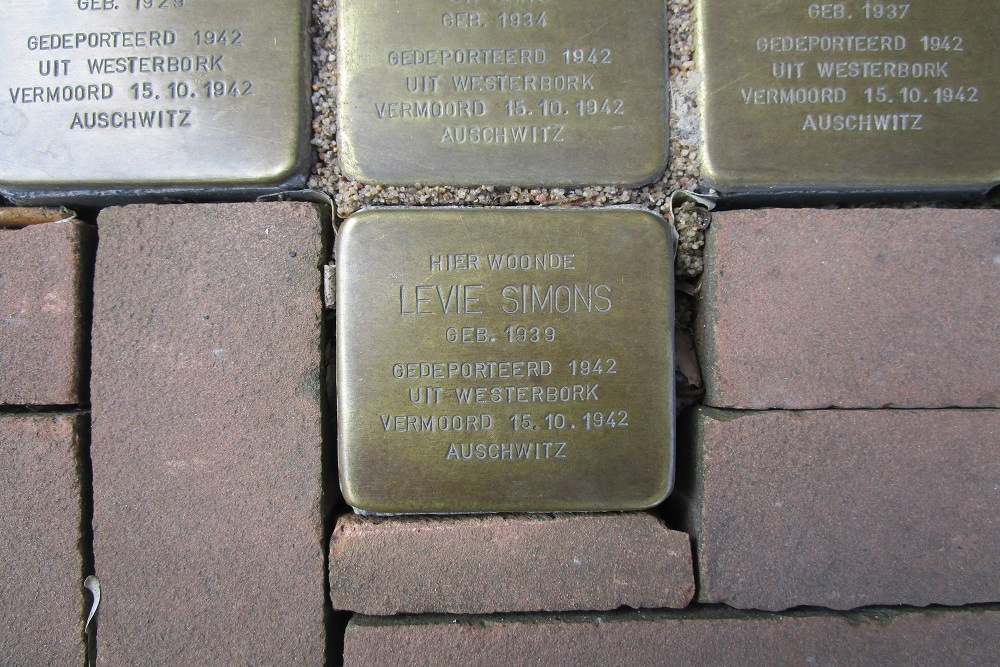 GEB. 1929
GEDEPORTEERD 1942
UIT WESTERBORK
VERMOORD 15.10.1942
AUSCHWITZ
GEB. 1934
GEDEPORTEERD 1942
UIT WESTERBORK
VERMOORD 15.10.1942
AUSCHWITZ
GEB. 1937
GEDEPORTEERD 1942
UIT WESTERBORK
VERMOORD 15.10.1942
AUSCHWITZ
HIER WOONDE
LEVIE SIMONS
GEB. 1939
GEDEPORTEERD 1942
UIT WESTERBORK
VERMOORD 15.10.1942
AUSCHWITZ